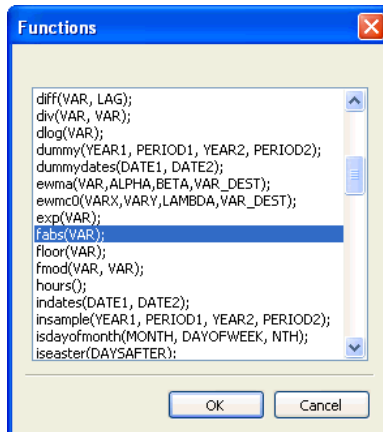 Functions
diff(VAR, LAG);
div(VAR, VAR);
dlog(VAR);
dummy(YEAR1, PERIOD1, YEAR2, PERIOD2);
dummydates(DATE1, DATE2);
ewma(VAR,ALPHA,BETA,VAR_DEST);
ewmc0(VARX,VARY,LAMBDA,VAR_DEST);
exp(VAR);
fabs(VAR);
floor(VAR);
fmod(VAR, VAR);
hours();
indates(DATE1, DATE2);
insample(YEAR1, PERIOD1, YEAR2, PERIOD2);
isdayofmonth(MONTH, DAYOFWEEK, NTH);
iseaster(DAYSAFTER);
OK Cancel